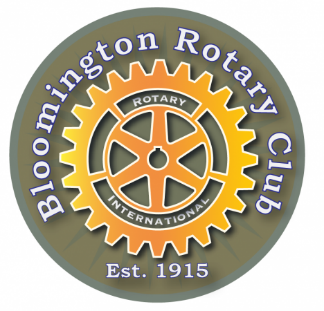 Bloomington Rotary Club
ROTARY
INTERNATIONAL
Est. 1915